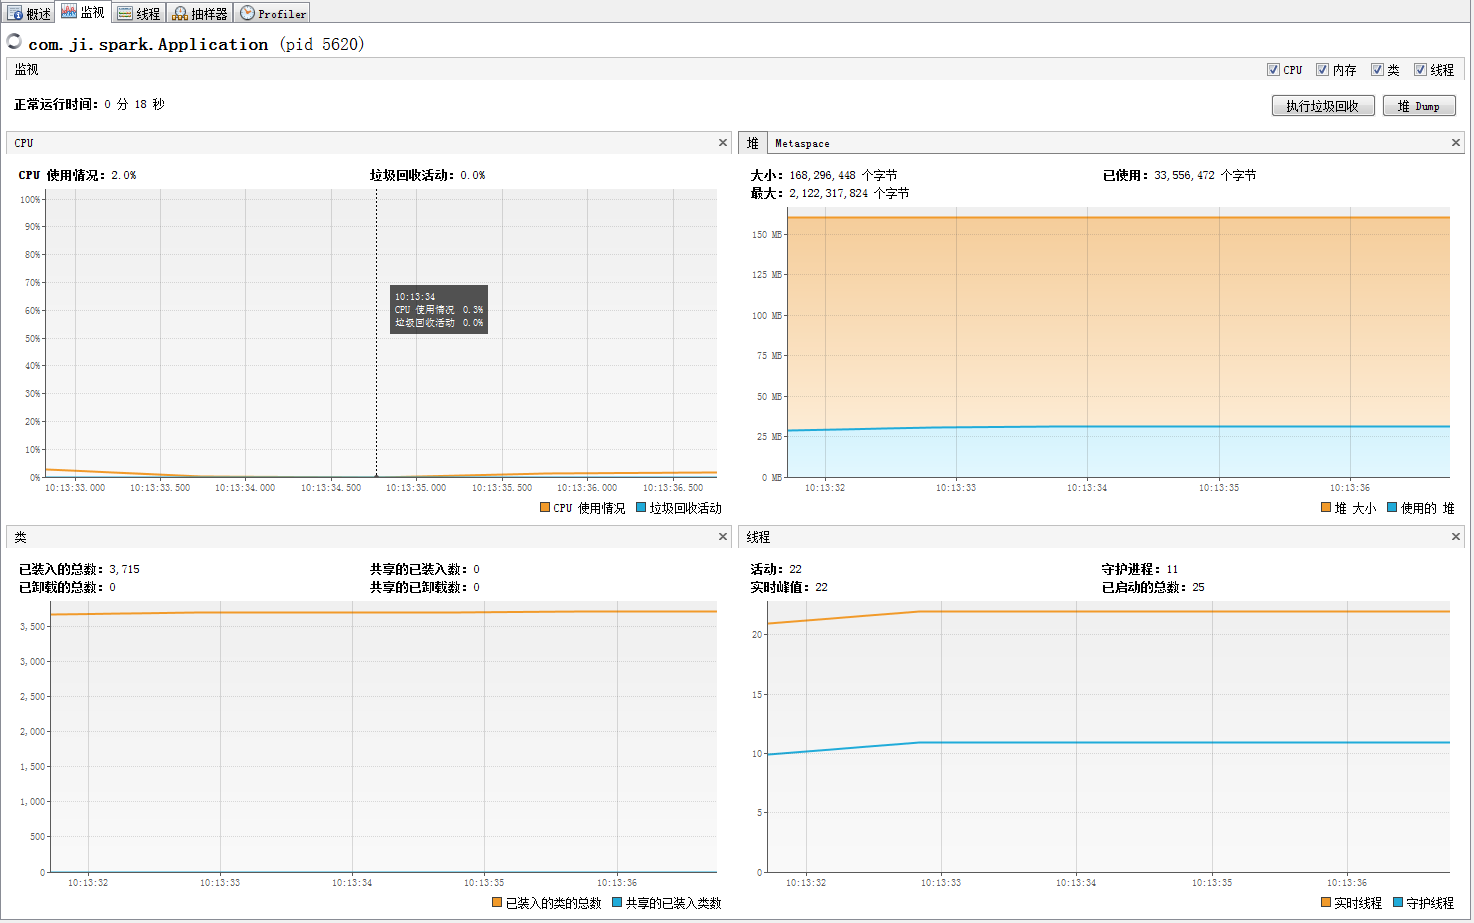 概述 监视 线程 抽样器 Profiler
com.ji.spark.Application (pid 5620)
监视 CPU 内存 类 线程
正常运行时间: 0 分 18 秒 执行垃圾回收 堆 Dump
CPU
CPU 使用情况: 2.0% 垃圾回收活动: 0.0%
100%
90%
80%
70%
60%
50%
40%
30%
20%
10%
0%
10:13:34
CPU 使用情况 0.3%
垃圾回收活动 0.0%
10:13:33.000 10:13:33.500 10:13:34.000 10:13:34.500 10:13:35.000 10:13:35.500 10:13:36.000 10:13:36.500
CPU 使用情况 垃圾回收活动
堆 Metaspace
大小: 168,296,448 个字节 已使用: 33,556,472 个字节
最大: 2,122,317,824 个字节
150 MB
125 MB
100 MB
75 MB
50 MB
25 MB
0 MB
10:13:32 10:13:33 10:13:34 10:13:35 10:13:36
堆 大小 使用的 堆
类
已装入的总数: 3,715 共享的已装入数: 0
已卸载的总数: 0 共享的已卸载数: 0
3,500
3,000
2,500
2,000
1,500
1,000
500
0
10:13:32 10:13:33 10:13:34 10:13:35 10:13:36
已装入的类的总数 共享的已装入类数
线程
活动: 22 守护进程: 11
实时峰值: 22 已启动的总数: 25
20
15
10
5
0
10:13:32 10:13:33 10:13:34 10:13:35 10:13:36
实时线程 守护线程